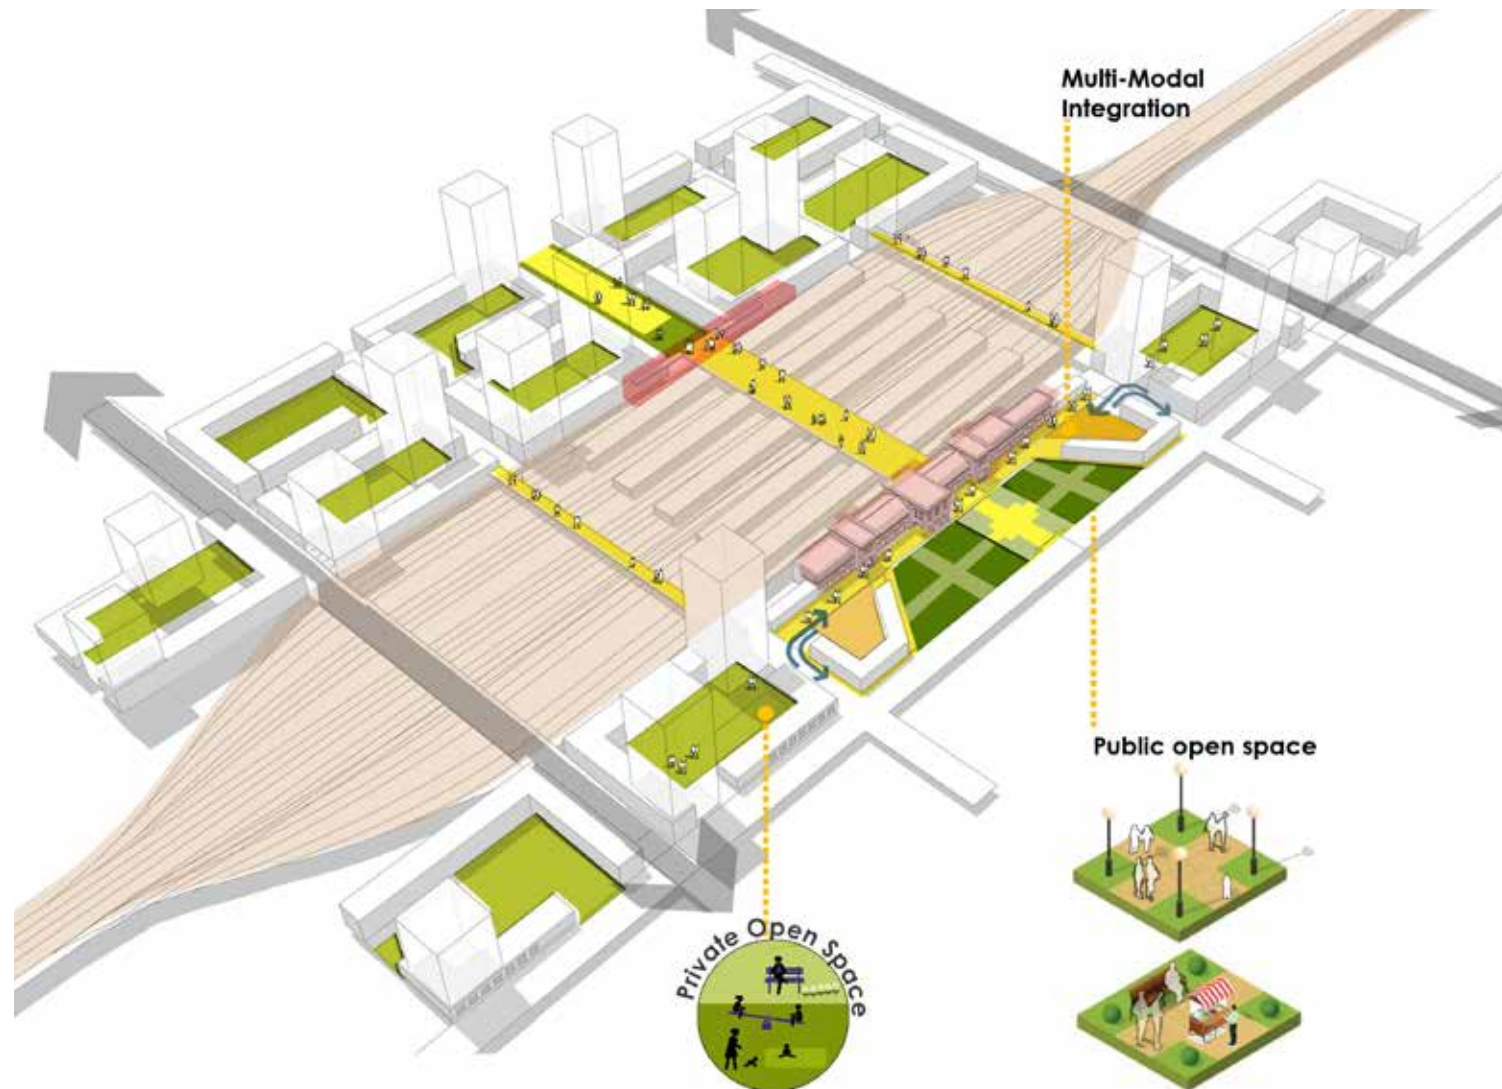 Multi-Modal
Integration
Public open space
Private Open Space